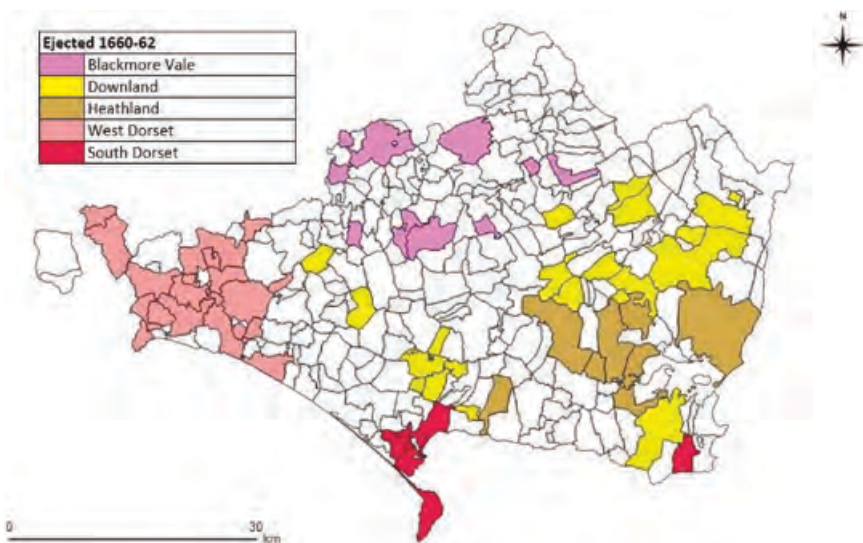 Ejected 1660-62
Blackmore Vale
Downland
Heathland
West Dorset
South Dorset
N
0 30
km